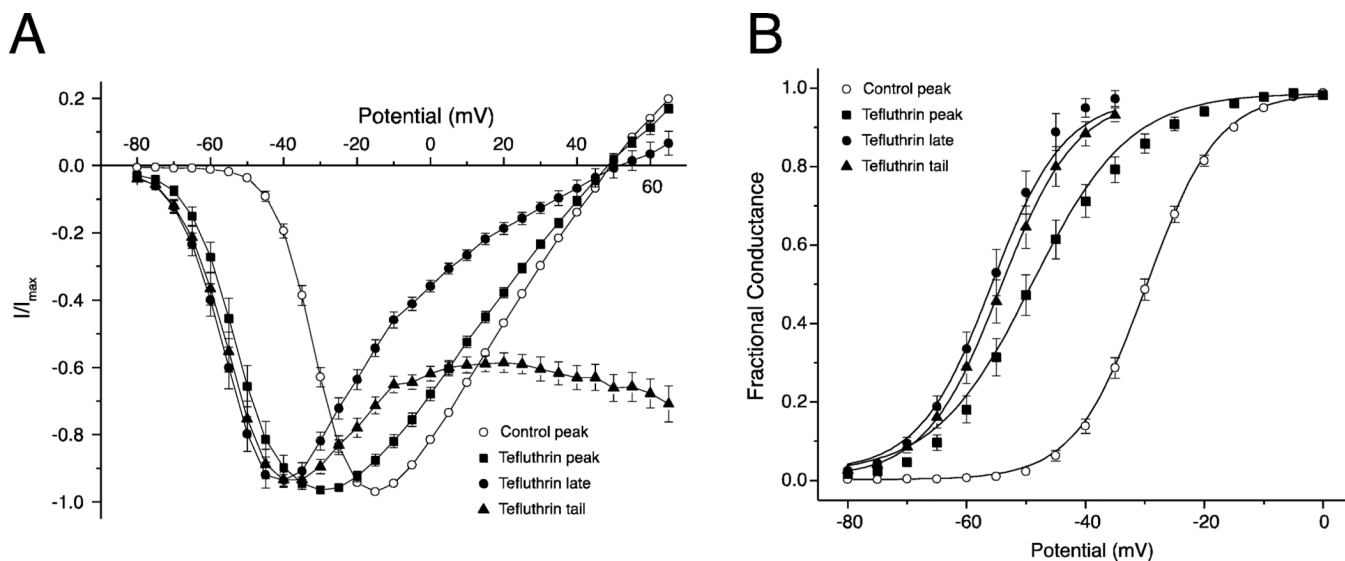 A
B
0.2
0.0
-0.2
-0.4
-0.6
-0.8
-1.0
I/Imax
Potential (mV)
-80
-60
-40
-20
0
20
40
60
Control peak
Tefluthrin peak
Tefluthrin late
Tefluthrin tail
1.0
0.8
0.6
0.4
0.2
0.0
Fractional Conductance
Control peak
Tefluthrin peak
Tefluthrin late
Tefluthrin tail
-80
-60
-40
-20
0
Potential (mV)